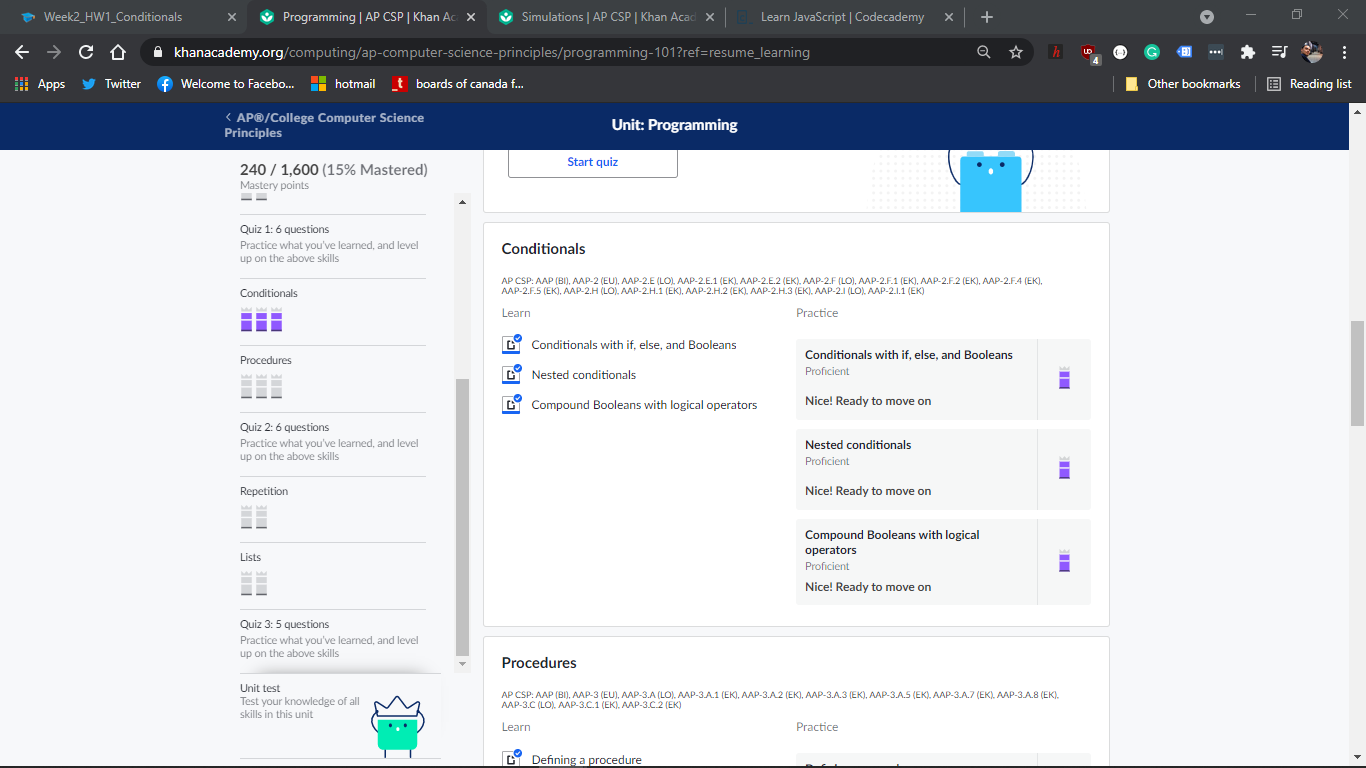 Week2_HW1_Conditionals
Programming | AP CSP | Khan Ac
Simulations | AP CSP | Khan Acad
Learn JavaScript | Codecademy
khanacademy.org/computing/ap-computer-science-principles/programming-101?ref=resume_learning
4
Apps
Twitter
Welcome to Facebo...
hotmail
boards of canada f...
Other bookmarks
Reading list
< AP®/College Computer Science
Principles
Unit: Programming
240 / 1,600 (15% Mastered)
Mastery points
Quiz 1: 6 questions
Practice what you've learned, and level
up on the above skills
Conditionals
Procedures
Quiz 2: 6 questions
Practice what you've learned, and level
up on the above skills
Repetition
Lists
Quiz 3: 5 questions
Practice what you've learned, and level
up on the above skills
Unit test
Test your knowledge of all
skills in this unit
Start quiz
Conditionals
AP CSP: AAP (BI), AAP-2 (EU), AAP-2.E (LO), AAP-2.E.1 (EK), AAP-2.E.2 (EK), AAP-2.F (LO), AAP-2.F.1 (EK), AAP-2.F.2 (EK), AAP-2.F.4 (EK),
AAP-2.F.5 (EK), AAP-2.H (LO), AAP-2.H.1 (EK), AAP-2.H.2 (EK), AAP-2.H.3 (EK), AAP-2.I (LO), AAP-2.I.1 (EK)
Learn
Conditionals with if, else, and Booleans
Nested conditionals
Compound Booleans with logical operators
Practice
Conditionals with if, else, and Booleans
Proficient
Nice! Ready to move on
Nested conditionals
Proficient
Nice! Ready to move on
Compound Booleans with logical
operators
Proficient
Nice! Ready to move on
Procedures
AP CSP: AAP (BI), AAP-3 (EU), AAP-3.A (LO), AAP-3.A.1 (EK), AAP-3.A.2 (EK), AAP-3.A.3 (EK), AAP-3.A.5 (EK), AAP-3.A.7 (EK), AAP-3.A.8 (EK),
AAP-3.C (LO), AAP-3.C.1 (EK), AAP-3.C.2 (EK)
Learn
Practice
Defining a procedure